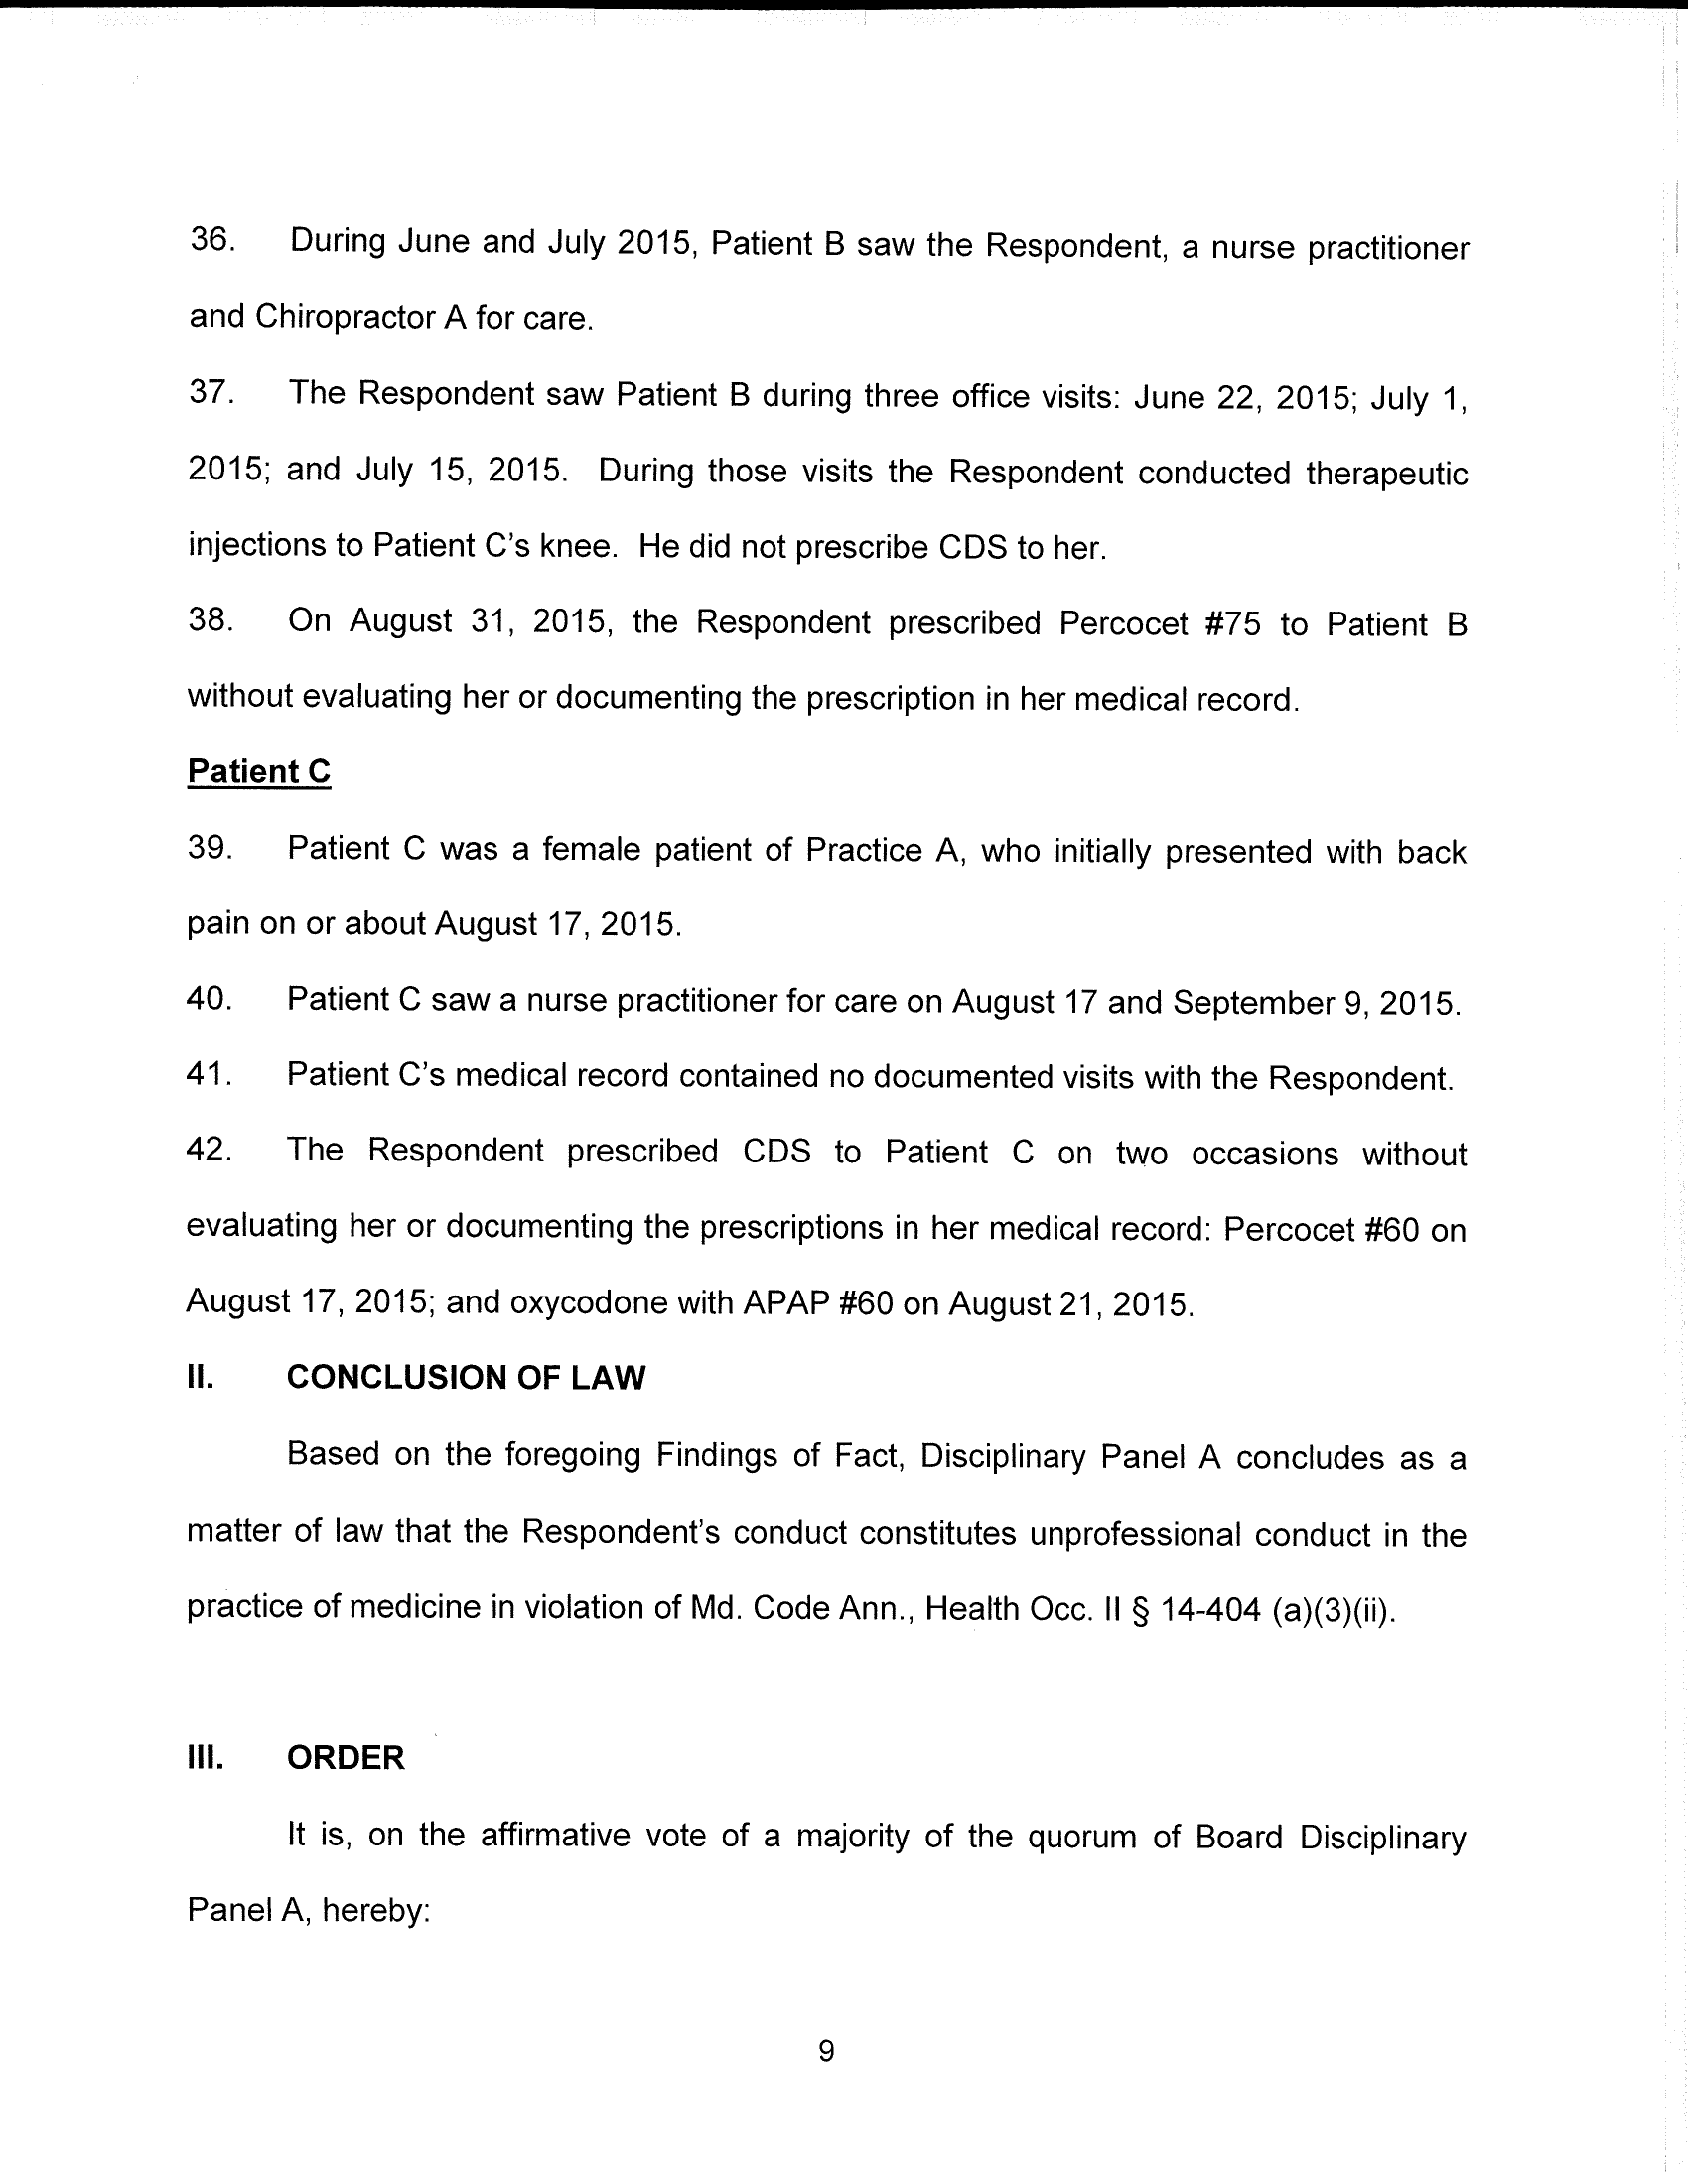 36. During June and July 2015, Patient B saw the Respondent, a nurse practitioner
and Chiropractor A for care.
37. The Respondent saw Patient B during three office visits: June 22, 2015; July 1,
2015; and July 15, 2015. During those visits the Respondent conducted therapeutic
injections to Patient C's knee. He did not prescribe CDS to her.
38. On August 31, 2015, the Respondent prescribed Percocet #75 to Patient B
without evaluating her or documenting the prescription in her medical record.
Patient C
39. Patient C was a female patient of Practice A, who initially presented with back
pain on or about August 17, 2015.
40. Patient C saw a nurse practitioner for care on August 17 and September 9, 2015.
41. Patient C's medical record contained no documented visits with the Respondent.
42. The Respondent prescribed CDS to Patient C on two occasions without
evaluating her or documenting the prescriptions in her medical record: Percocet #60 on
August 17, 2015; and oxycodone with APAP #60 on August 21, 2015.
II. CONCLUSION OF LAW
Based on the foregoing Findings of Fact, Disciplinary Panel A concludes as a
matter of law that the Respondent's conduct constitutes unprofessional conduct in the
practice of medicine in violation of Md. Code Ann., Health Occ. II § 14-404 (a)(3)(ii).
III. ORDER
It is, on the affirmative vote of a majority of the quorum of Board Disciplinary
Panel A, hereby:
9